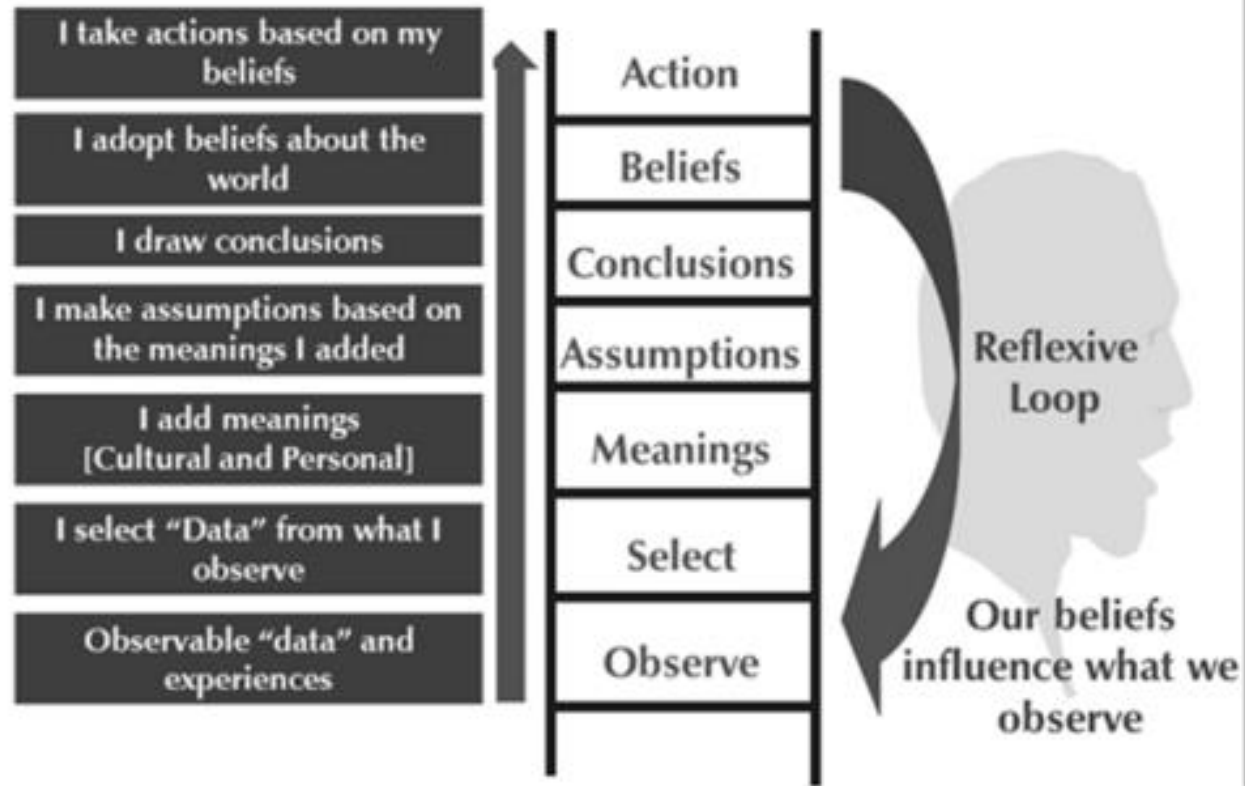 I take actions based on my
beliefs
I adopt beliefs about the
world
I draw conclusions
I make assumptions based on
the meanings I added
I add meanings
[Cultural and Personal]
I select “Data” from what I
observe
Observable “data” and
experiences
Action
Beliefs
Conclusions
Assumptions
Meanings
Select
Observe
Reflexive
Loop
Our beliefs
influence what we
observe